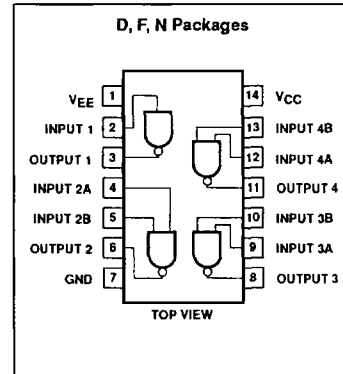 D, F, N Packages
VEE 1 14 VCC
INPUT 1 2 13 INPUT 4B
OUTPUT 1 3 12 INPUT 4A
INPUT 2A 4 11 OUTPUT 4
INPUT 2B 5 10 INPUT 3B
OUTPUT 2 6 9 INPUT 3A
GND 7 8 OUTPUT 3
TOP VIEW